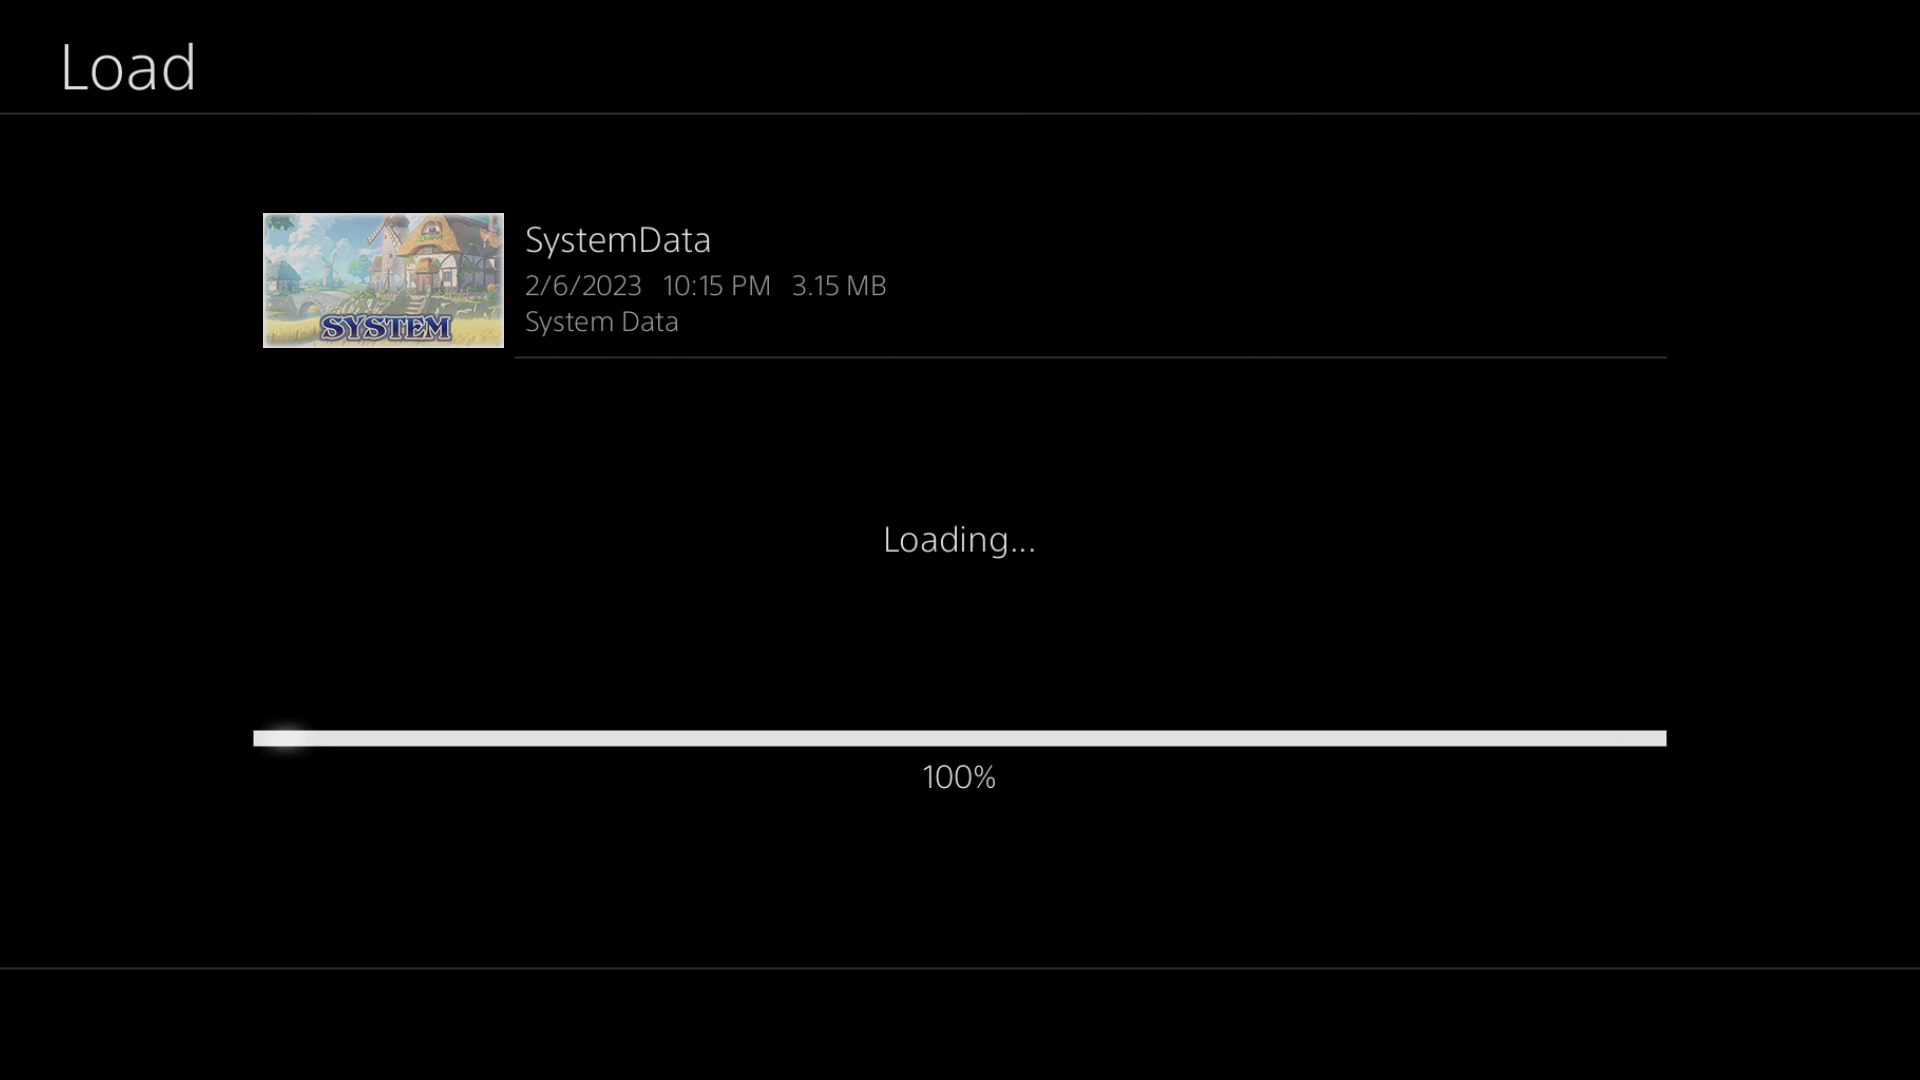 Load
SYSTEM
SystemData
2/6/2023 10:15 PM 3.15 MB
System Data
Loading...
100%